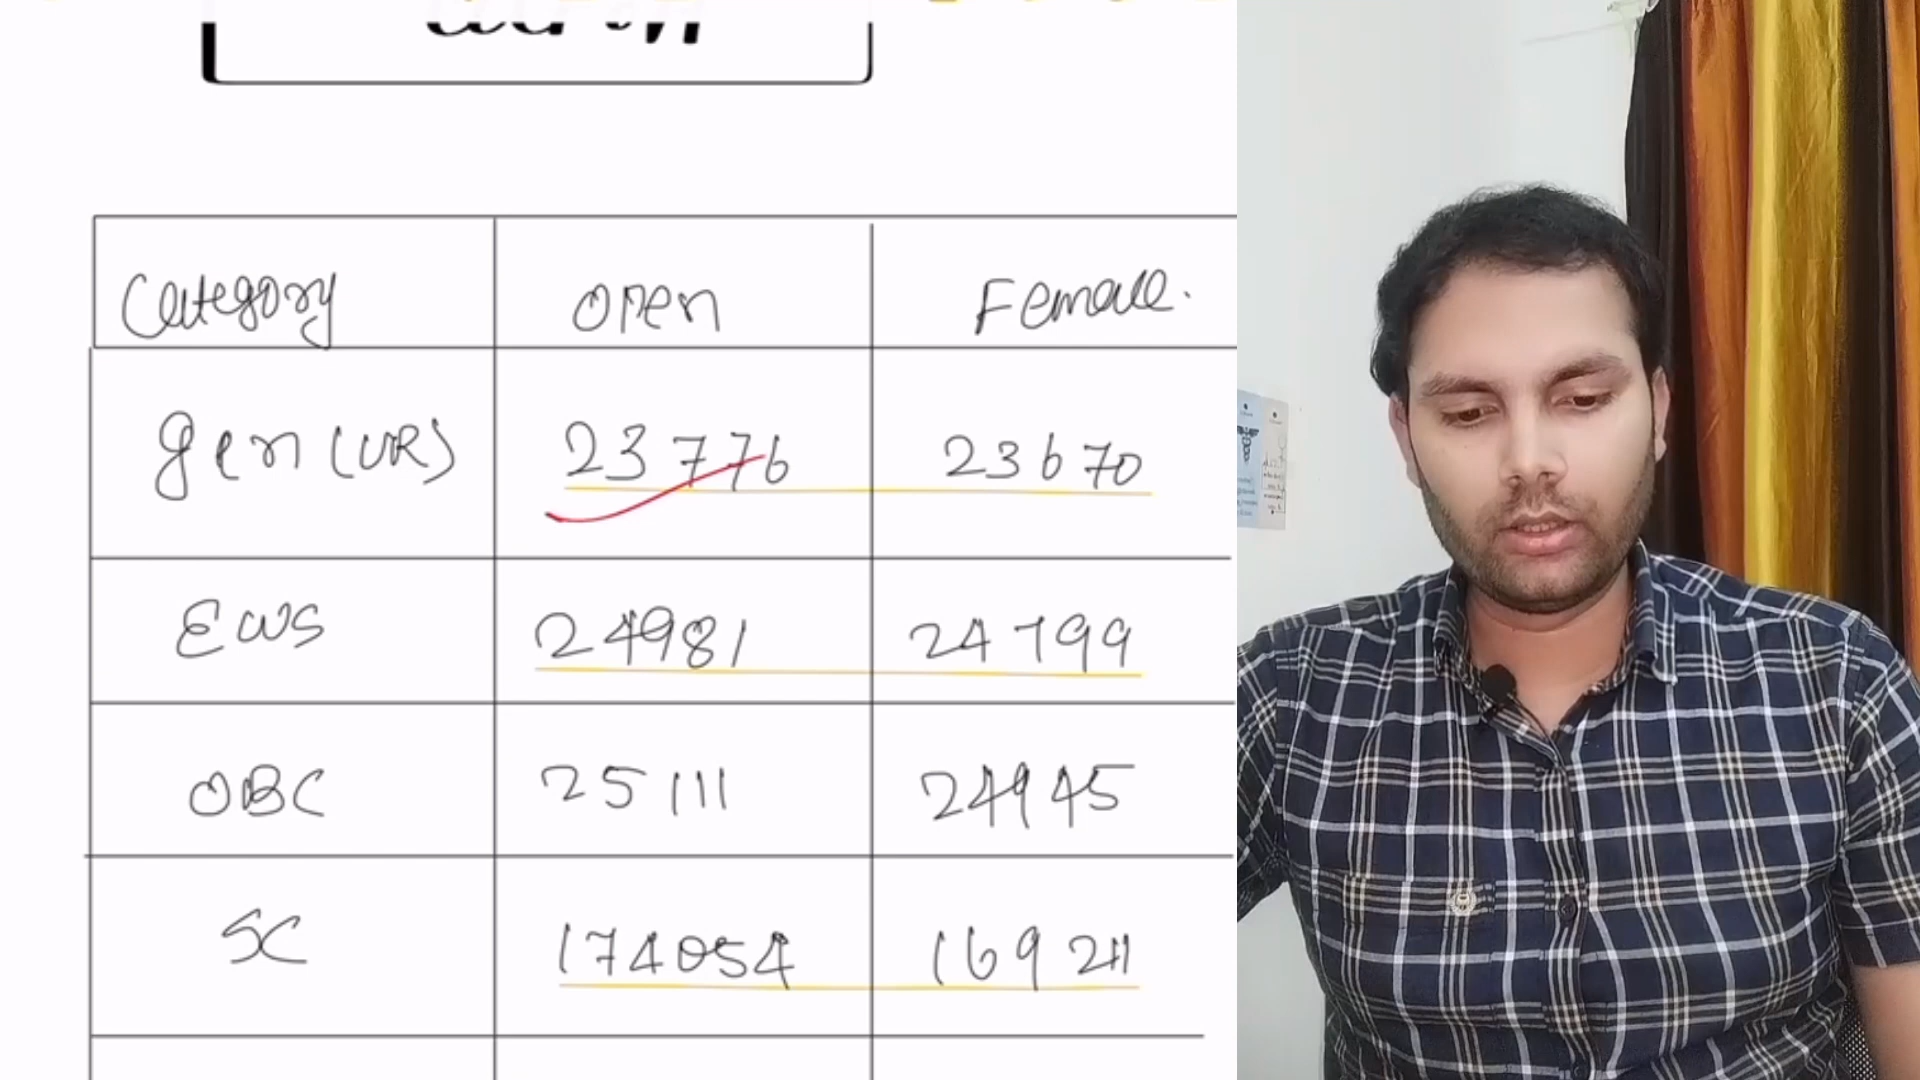 Category Open Female.
gen (UR) 23776 23670
EWS 24981 24799
OBC 25111 24945
SC 174054 169211